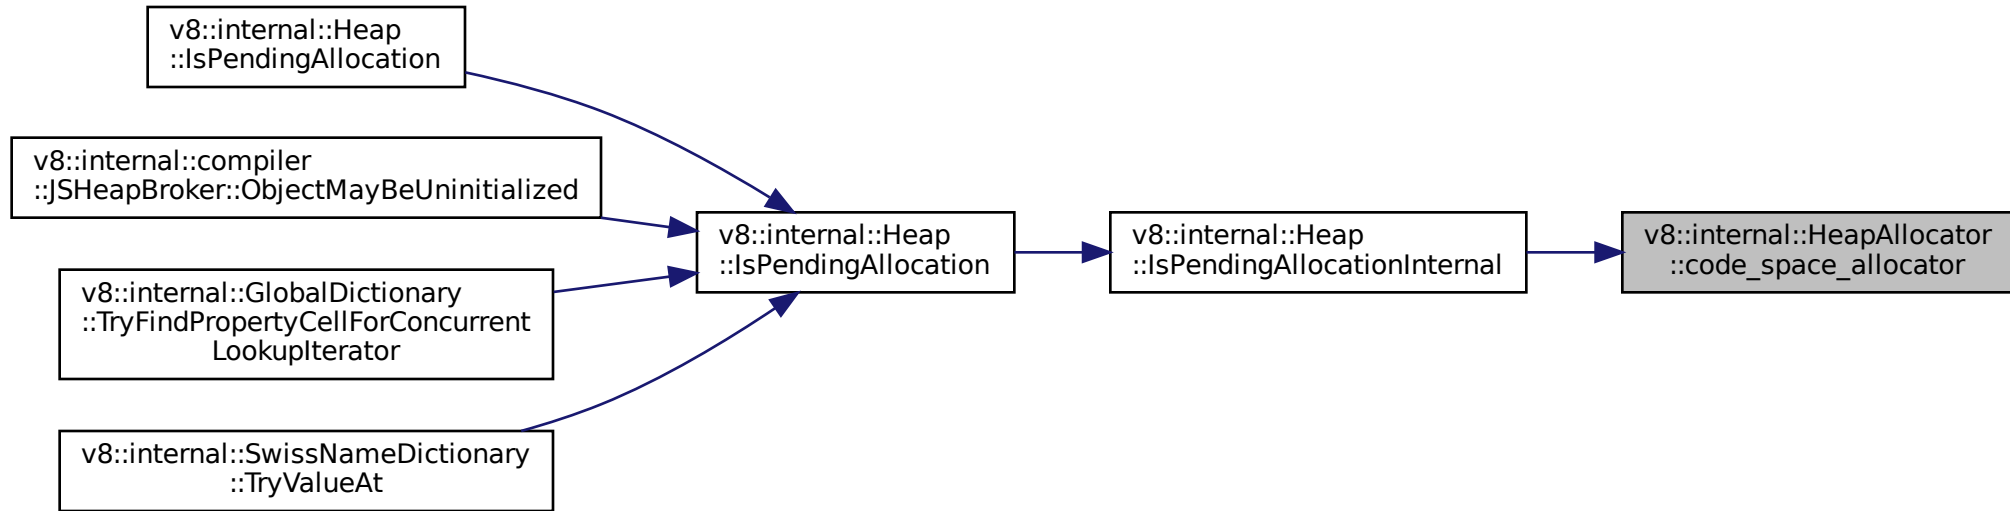 v8::internal::Heap
::IsPendingAllocation
v8::internal::compiler
::JSHeapBroker::ObjectMayBeUninitialized
v8::internal::GlobalDictionary
::TryFindPropertyCellForConcurrent
LookupIterator
v8::internal::SwissNameDictionary
::TryValueAt
v8::internal::Heap
::IsPendingAllocation
v8::internal::Heap
::IsPendingAllocationInternal
v8::internal::HeapAllocator
::code_space_allocator